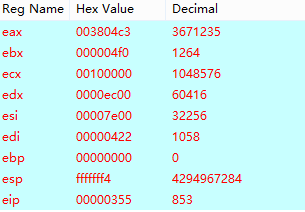 Reg Name Hex Value Decimal
eax 003804c3 3671235
ebx 000004f0 1264
ecx 00100000 1048576
edx 0000ec00 60416
esi 00007e00 32256
edi 00000422 1058
ebp 00000000 0
esp fffffff4 4294967284
eip 00000355 853